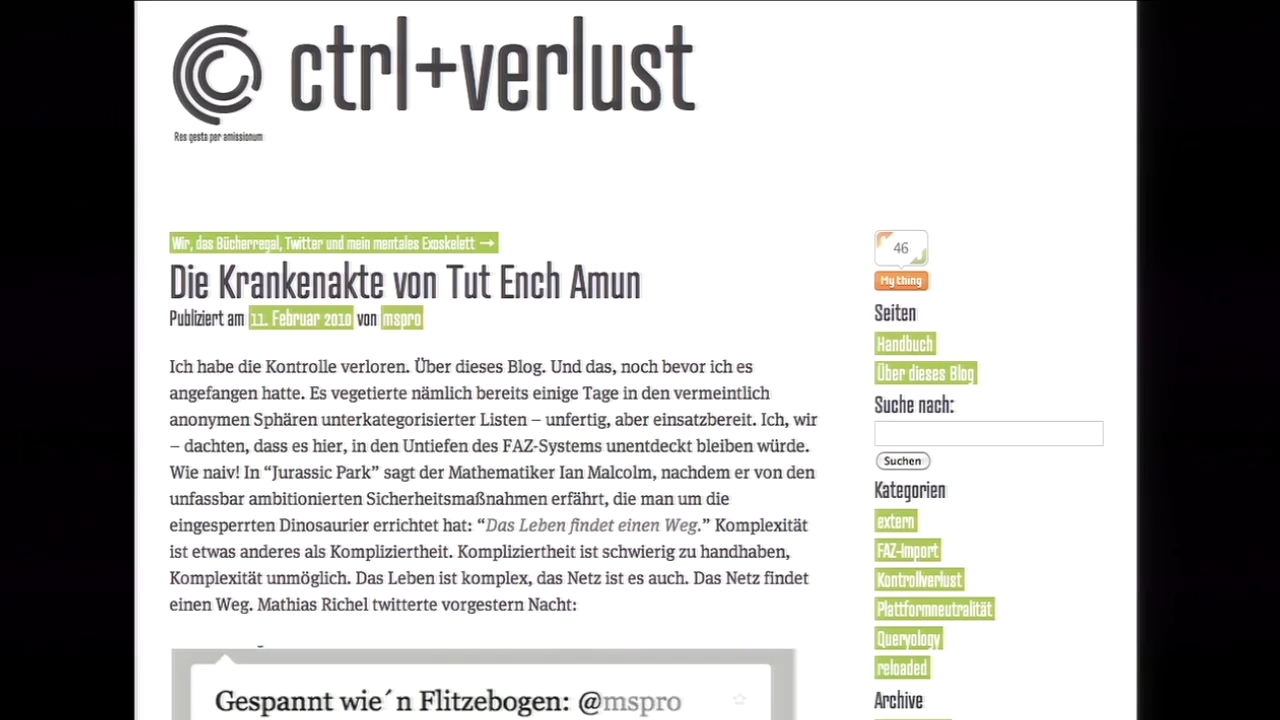 ctrl+verlust
Res gesta per amissionum
Wir, das Bücherregal, Twitter und mein mentales Exoskelett →
Die Krankenakte von Tut Ench Amun
Publiziert am 11. Februar 2010 von mspro
Ich habe die Kontrolle verloren. Über dieses Blog. Und das, noch bevor ich es
angefangen hatte. Es vegetierte nämlich bereits einige Tage in den vermeintlich
anonymen Sphären unterkategorisierter Listen – unfertig, aber einsatzbereit. Ich, wir
– dachten, dass es hier, in den Untiefen des FAZ-Systems unentdeckt bleiben würde.
Wie naiv! In “Jurassic Park” sagt der Mathematiker Ian Malcolm, nachdem er von den
unfassbar ambitionierten Sicherheitsmaßnahmen erfährt, die man um die
eingesperrten Dinosaurier errichtet hat: “Das Leben findet einen Weg.” Komplexität
ist etwas anderes als Kompliziertheit. Kompliziertheit ist schwierig zu handhaben,
Komplexität unmöglich. Das Leben ist komplex, das Netz ist es auch. Das Netz findet
einen Weg. Mathias Richel twitterte vorgestern Nacht:
Gespannt wie´n Flitzebogen: @mspro
46
My thing
Seiten
Handbuch
Über dieses Blog
Suche nach:
Suchen
Kategorien
extern
FAZ-Import
Kontrollverlust
Plattformneutralität
Queryology
reloaded
Archive